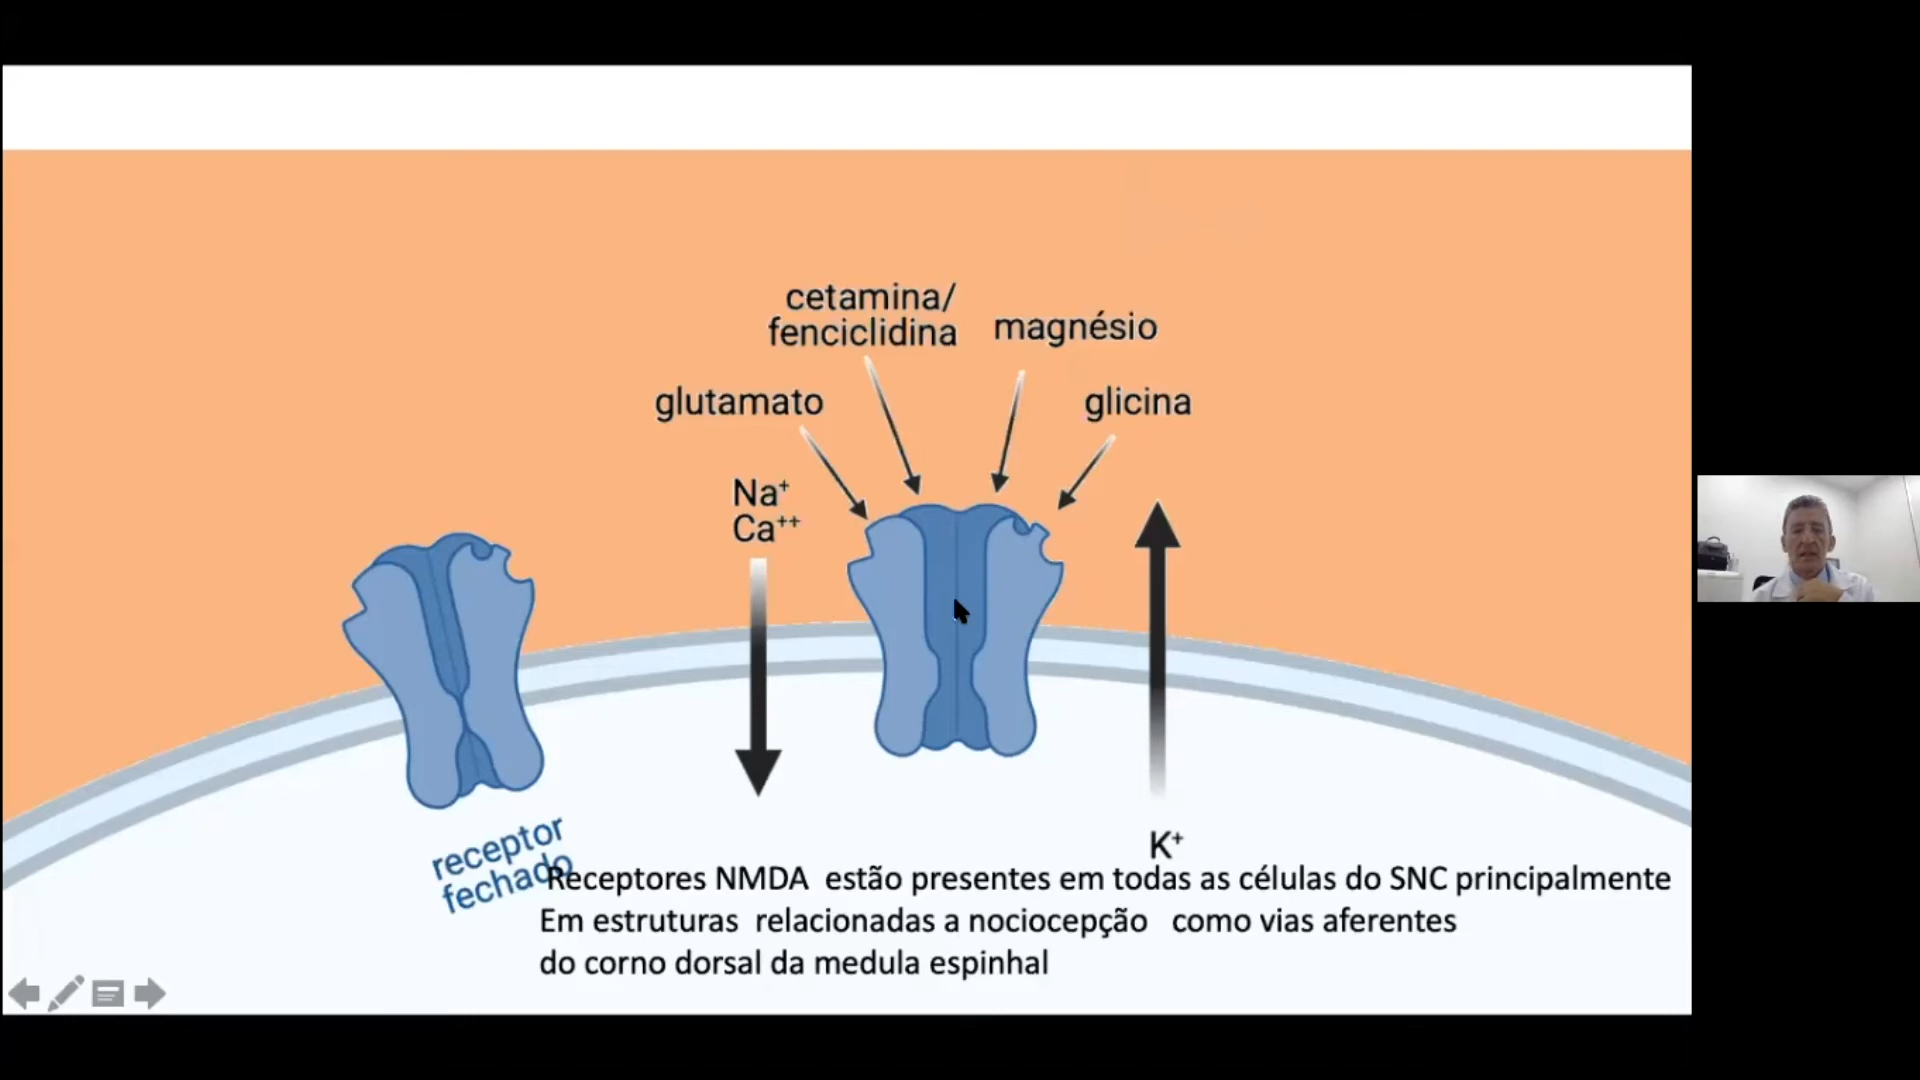 cetamina/
fenciclidina
magnésio
glutamato
glicina
Na⁺
Ca⁺⁺
receptor
fechado
K⁺
Receptores NMDA estão presentes em todas as células do SNC principalmente
Em estruturas relacionadas a nociocepção como vias aferentes
do corno dorsal da medula espinhal